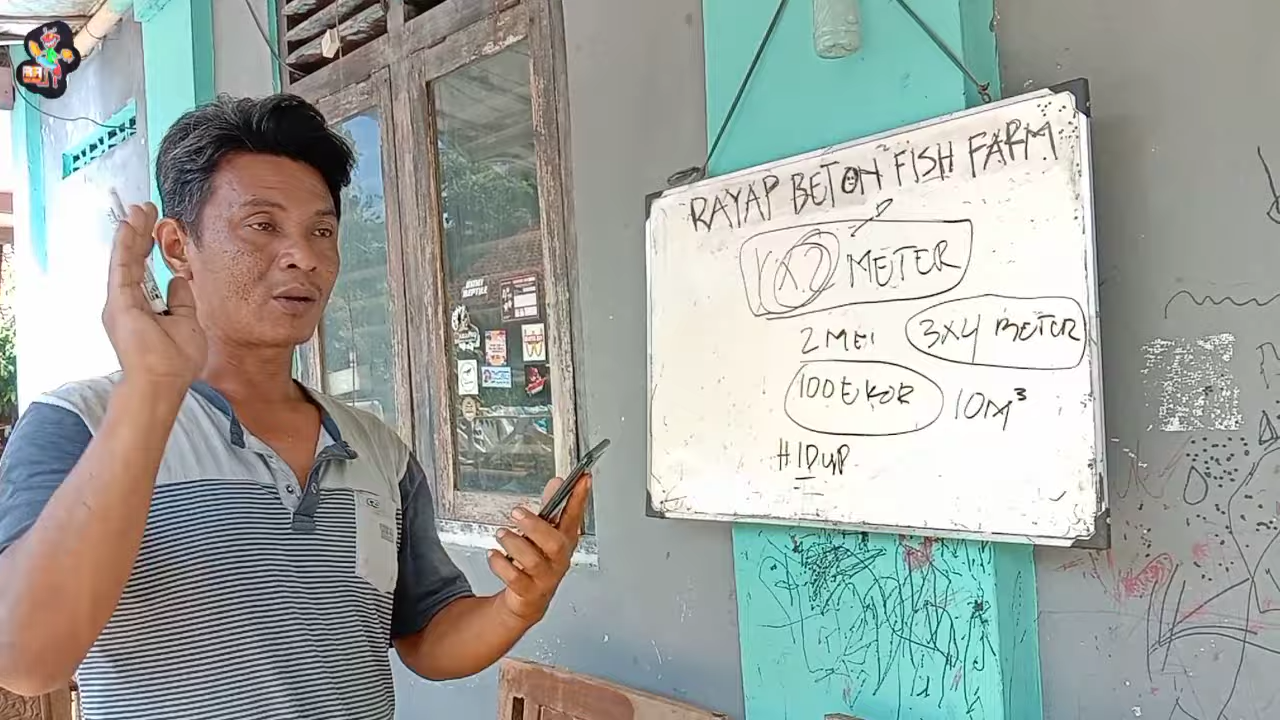 RAYAP BETON FISH FARM
1X2 METER
2 MEI
3X4 METER
100 EKOR
10M³
HIDUP